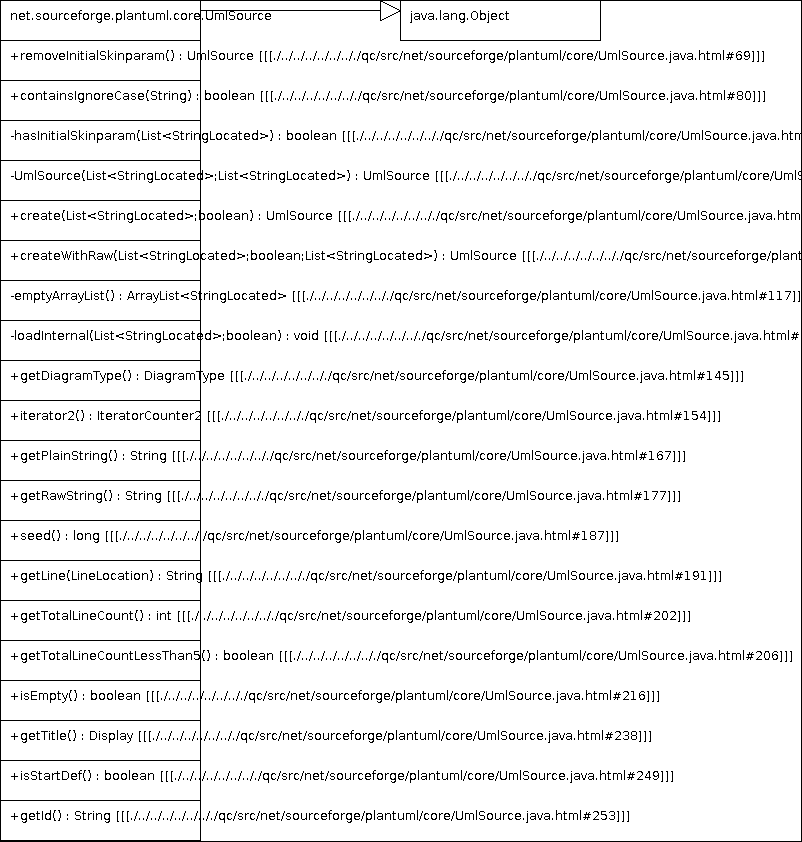 net.sourceforge.plantuml.core.UmlSource
java.lang.Object
+removeInitialSkinparam() : UmlSource [[[./../../../../../../../qc/src/net/sourceforge/plantuml/core/UmlSource.java.html#69]]]
+containsIgnoreCase(String) : boolean [[[./../../../../../../../qc/src/net/sourceforge/plantuml/core/UmlSource.java.html#80]]]
-hasInitialSkinparam(List<StringLocated>) : boolean [[[./../../../../../../../qc/src/net/sourceforge/plantuml/core/UmlSource.java.htm
-UmlSource(List<StringLocated>;List<StringLocated>) : UmlSource [[[./../../../../../../../qc/src/net/sourceforge/plantuml/core/UmlS
+create(List<StringLocated>;boolean) : UmlSource [[[./../../../../../../../qc/src/net/sourceforge/plantuml/core/UmlSource.java.htm
+createWithRaw(List<StringLocated>;boolean;List<StringLocated>) : UmlSource [[[./../../../../../../../qc/src/net/sourceforge/plant
-emptyArrayList() : ArrayList<StringLocated> [[[./../../../../../../../qc/src/net/sourceforge/plantuml/core/UmlSource.java.html#117]]
-loadInternal(List<StringLocated>;boolean) : void [[[./../../../../../../../qc/src/net/sourceforge/plantuml/core/UmlSource.java.html#
+getDiagramType() : DiagramType [[[./../../../../../../../qc/src/net/sourceforge/plantuml/core/UmlSource.java.html#145]]]
+iterator2() : IteratorCounter2 [[[./../../../../../../../qc/src/net/sourceforge/plantuml/core/UmlSource.java.html#154]]]
+getPlainString() : String [[[./../../../../../../../qc/src/net/sourceforge/plantuml/core/UmlSource.java.html#167]]]
+getRawString() : String [[[./../../../../../../../qc/src/net/sourceforge/plantuml/core/UmlSource.java.html#177]]]
+seed() : long [[[./../../../../../../../qc/src/net/sourceforge/plantuml/core/UmlSource.java.html#187]]]
+getLine(LineLocation) : String [[[./../../../../../../../qc/src/net/sourceforge/plantuml/core/UmlSource.java.html#191]]]
+getTotalLineCount() : int [[[./../../../../../../../qc/src/net/sourceforge/plantuml/core/UmlSource.java.html#202]]]
+getTotalLineCountLessThan5() : boolean [[[./../../../../../../../qc/src/net/sourceforge/plantuml/core/UmlSource.java.html#206]]]
+isEmpty() : boolean [[[./../../../../../../../qc/src/net/sourceforge/plantuml/core/UmlSource.java.html#216]]]
+getTitle() : Display [[[./../../../../../../../qc/src/net/sourceforge/plantuml/core/UmlSource.java.html#238]]]
+isStartDef() : boolean [[[./../../../../../../../qc/src/net/sourceforge/plantuml/core/UmlSource.java.html#249]]]
+getId() : String [[[./../../../../../../../qc/src/net/sourceforge/plantuml/core/UmlSource.java.html#253]]]